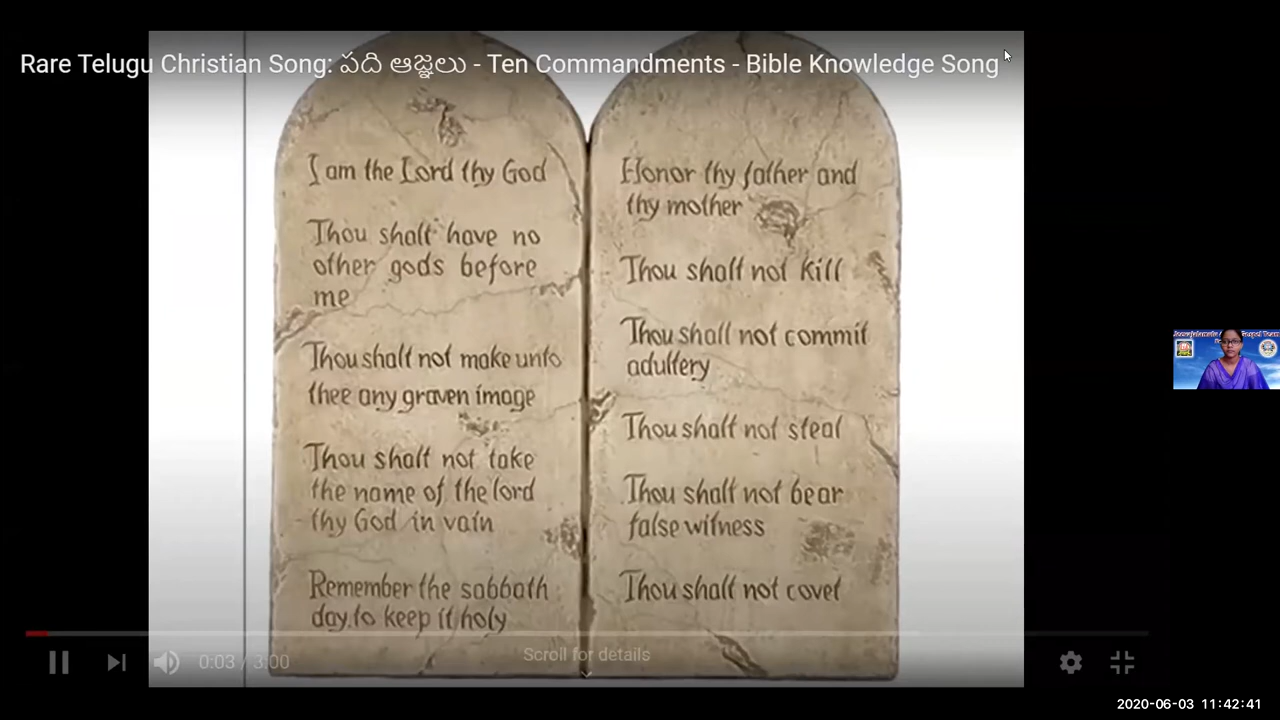 Rare Telugu Christian Song: పది ఆజ్ఞలు - Ten Commandments - Bible Knowledge Song
I am the Lord thy God
Thou shalt have no
other gods before
me
Thou shalt not make unto
thee any graven image
Thou shalt not take
the name of the lord
thy God in vain
Remember the sabbath
day, to keep it holy
Honor thy father and
thy mother
Thou shalt not kill
Thou shalt not commit
adultery
Thou shalt not steal
Thou shalt not bear
false witness
Thou shalt not covet
0:03 / 3:00
Scroll for details
2020-06-03 11:42:41